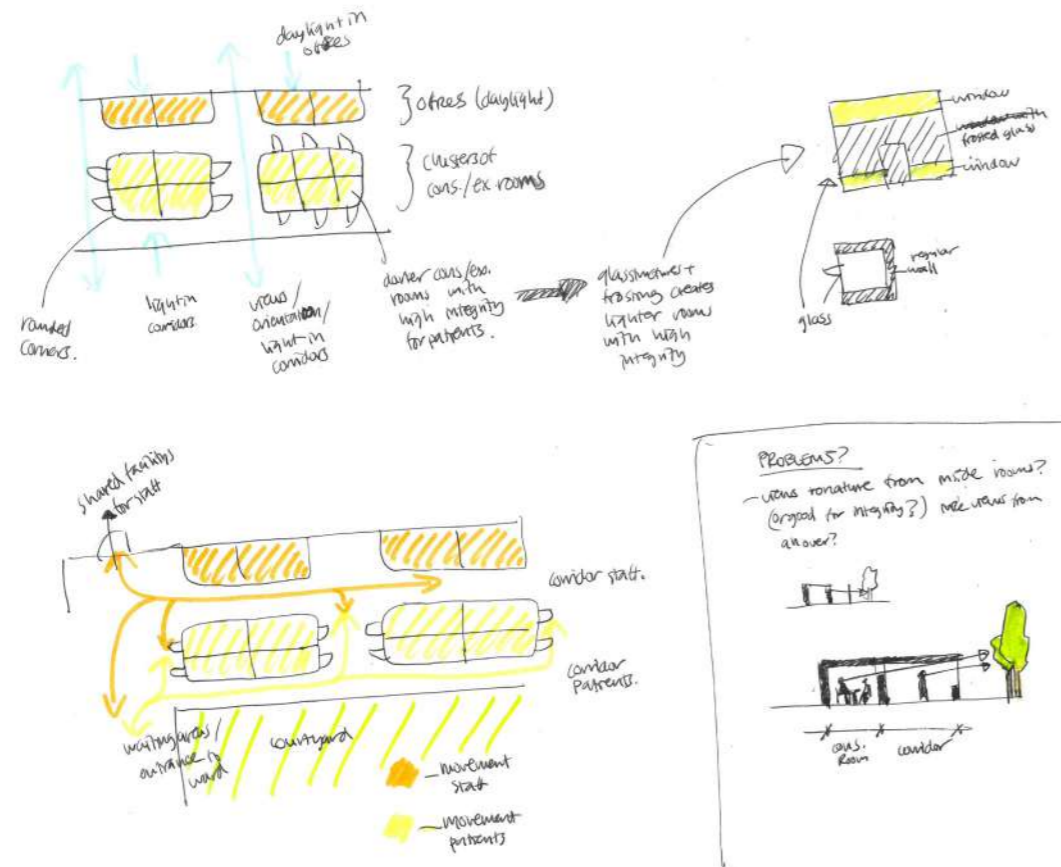 daylight in
offices
offices (daylight)
clusters of
cons./ex rooms
rounded
corners.
light in
corridors
views/
orientation/
light in
corridors
darker cons/ex.
rooms with
high integrity
for patients.
glass +
frosting creates
lighter rooms
with high
integrity
window
frosted glass
window
regular
wall
glass
shared facilities
for staff
corridor staff.
corridor
patients.
waiting areas/
entrance to
ward
courtyard
movement
staff
movement
patients
PROBLEMS?
- views to nature from inside rooms?
(or good for integrity?) views from
above?
cons.
Room
corridor